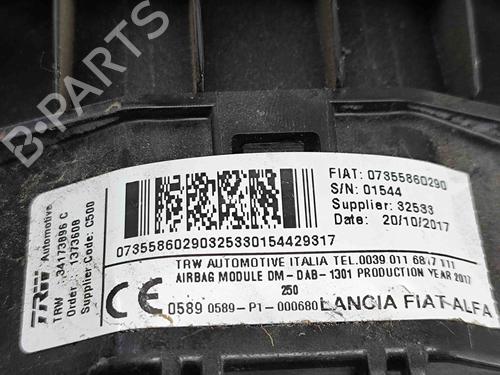 B-PARTS
TRW Automotive
TRW : 34173896 C
Order : 1373608
Supplier Code: C500
FIAT: 07355860290
S/N: 01544
Supplier: 32533
Date: 20/10/2017
07355860290325330154429317
TRW AUTOMOTIVE ITALIA TEL.0039 011 6817 111
AIRBAG MODULE DM-DAB-1301 PRODUCTION YEAR 2017
250
CE 0589 0589-P1-000680 LANCIA FIAT ALFA